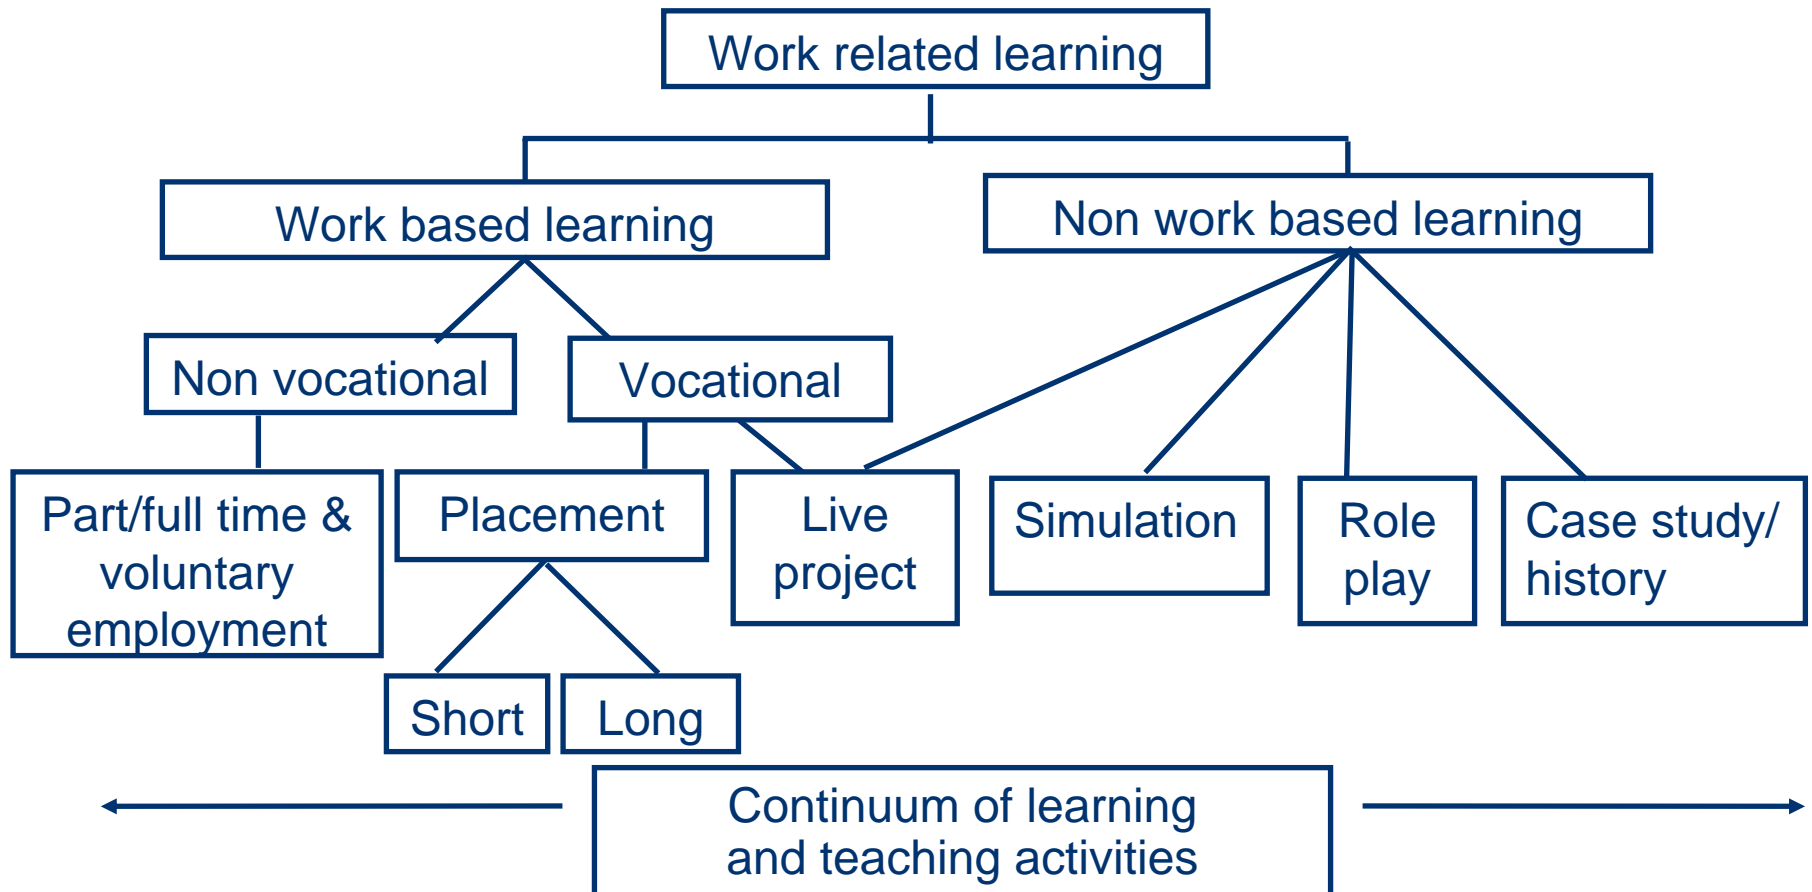 Work related learning
Work based learning
Non work based learning
Non vocational
Vocational
Part/full time &
voluntary
employment
Placement
Live
project
Simulation
Role
play
Case study/
history
Short
Long
Continuum of learning
and teaching activities